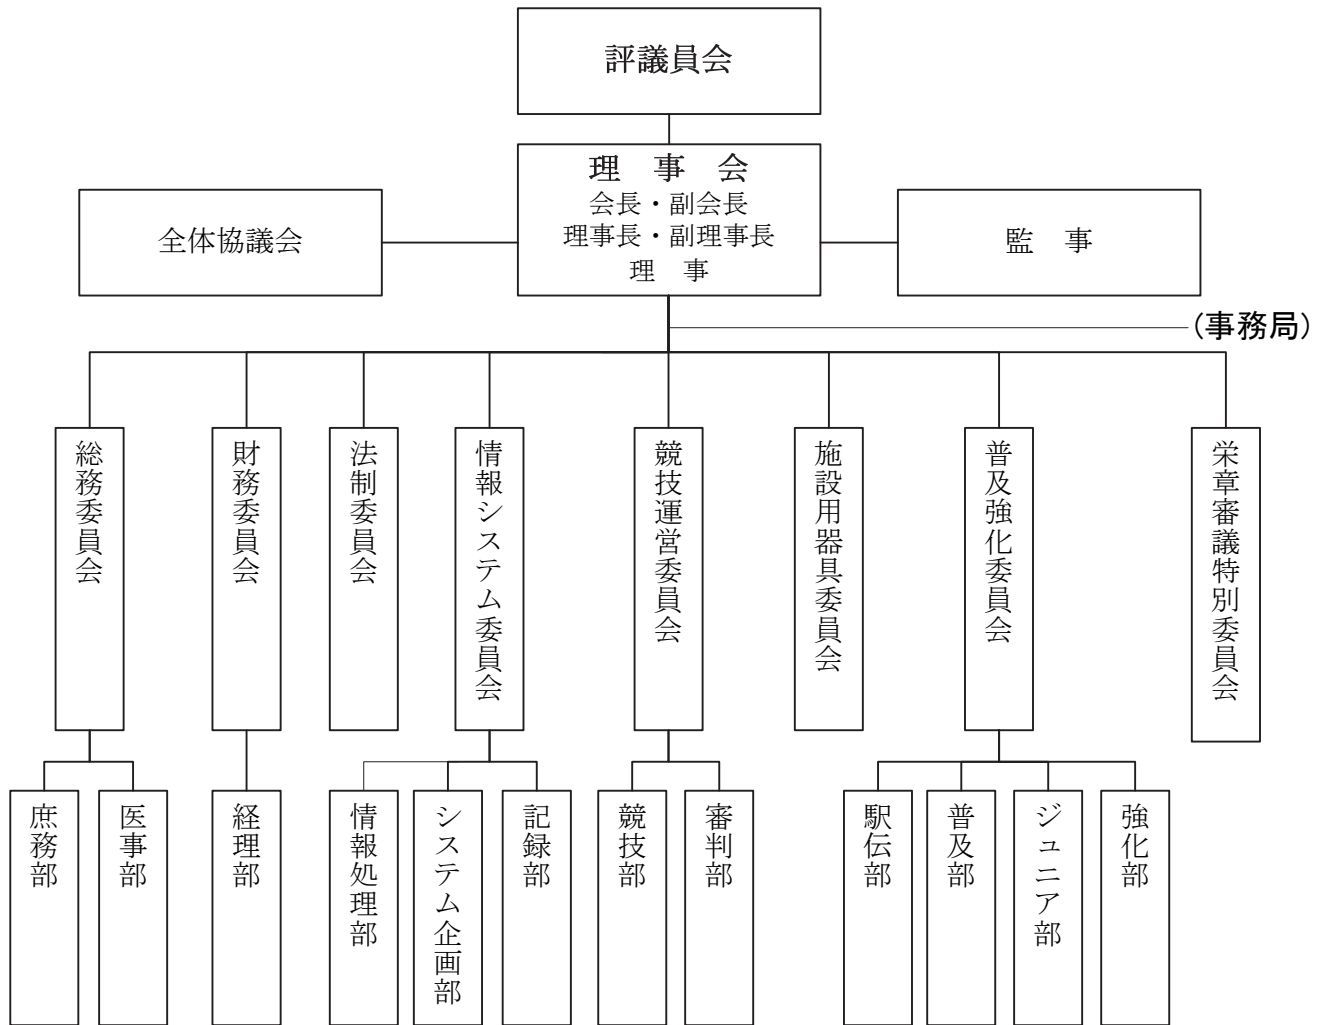 評議員会
理　事　会
会長・副会長
理事長・副理事長
理　事
全体協議会
監　事
(事務局)
総務委員会
財務委員会
法制委員会
情報システム委員会
競技運営委員会
施設用器具委員会
普及強化委員会
栄章審議特別委員会
庶務部
医事部
経理部
情報処理部
システム企画部
記録部
競技部
審判部
駅伝部
普及部
ジュニア部
強化部